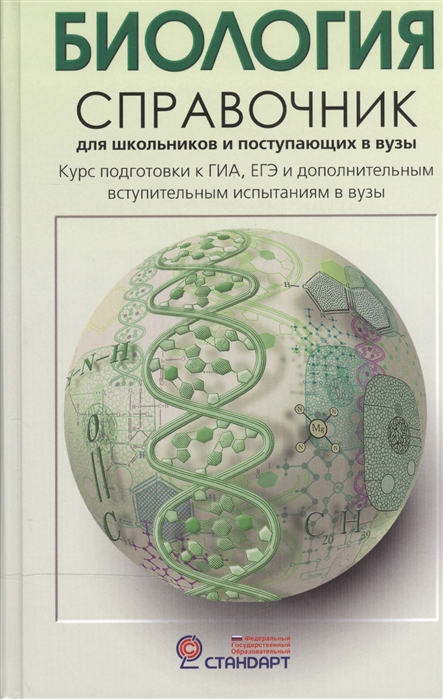 БИОЛОГИЯ
СПРАВОЧНИК
для школьников и поступающих в вузы
Курс подготовки к ГИА, ЕГЭ и дополнительным
вступительным испытаниям в вузы
H–C
–N–H
N N
Mg
N N
O
C
C H
20 39
Федеральный
Государственный
Образовательный
СТАНДАРТ